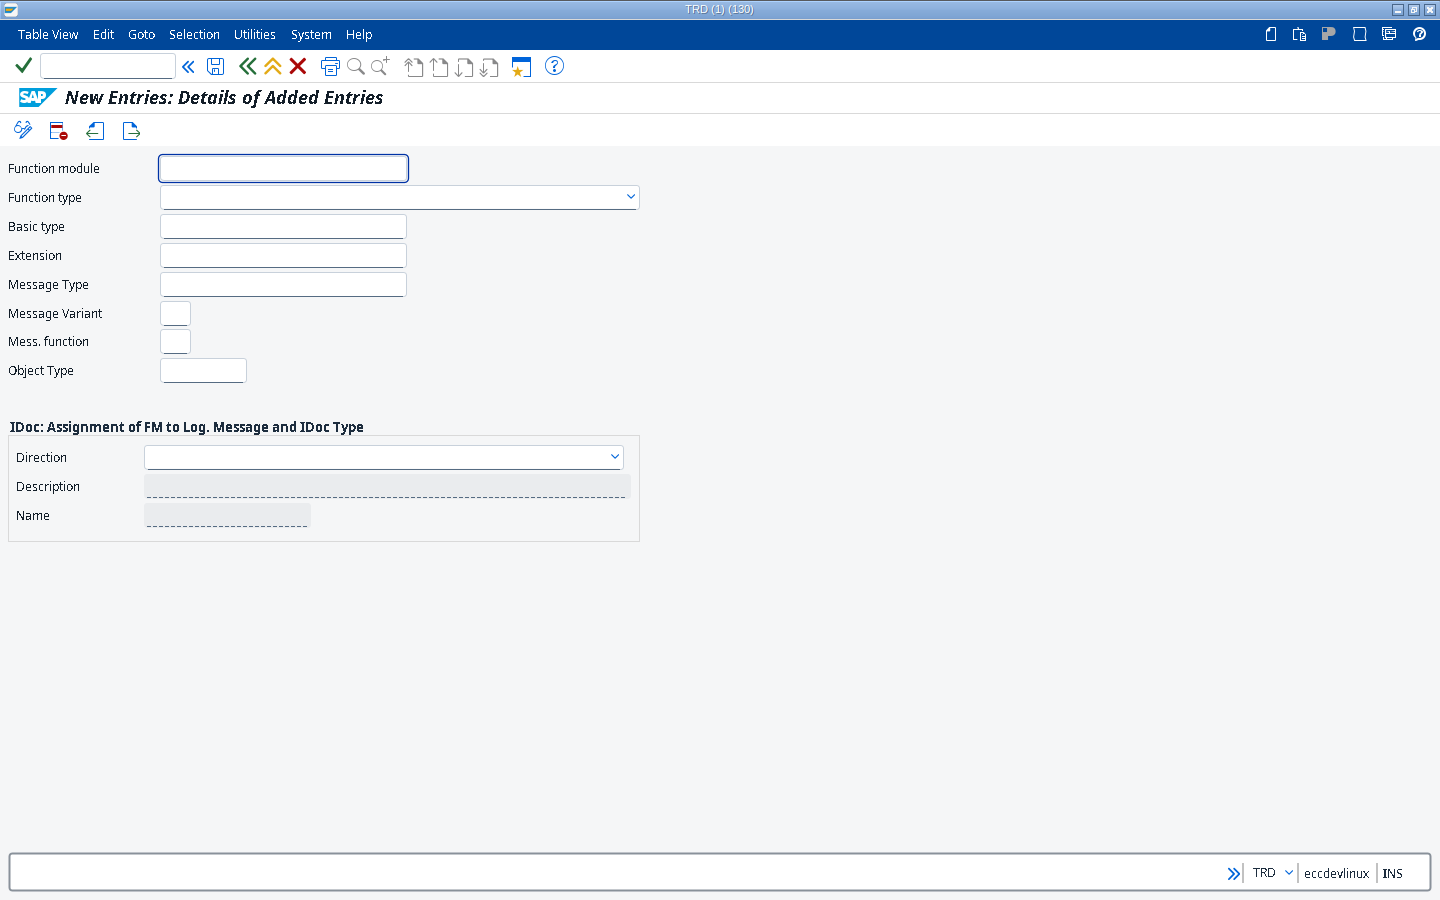 TRD (1) (130)
Table View Edit Goto Selection Utilities System Help
SAP New Entries: Details of Added Entries
Function module
Function type
Basic type
Extension
Message Type
Message Variant
Mess. function
Object Type
IDoc: Assignment of FM to Log. Message and IDoc Type
Direction
Description
Name
TRD eccdevlinux INS